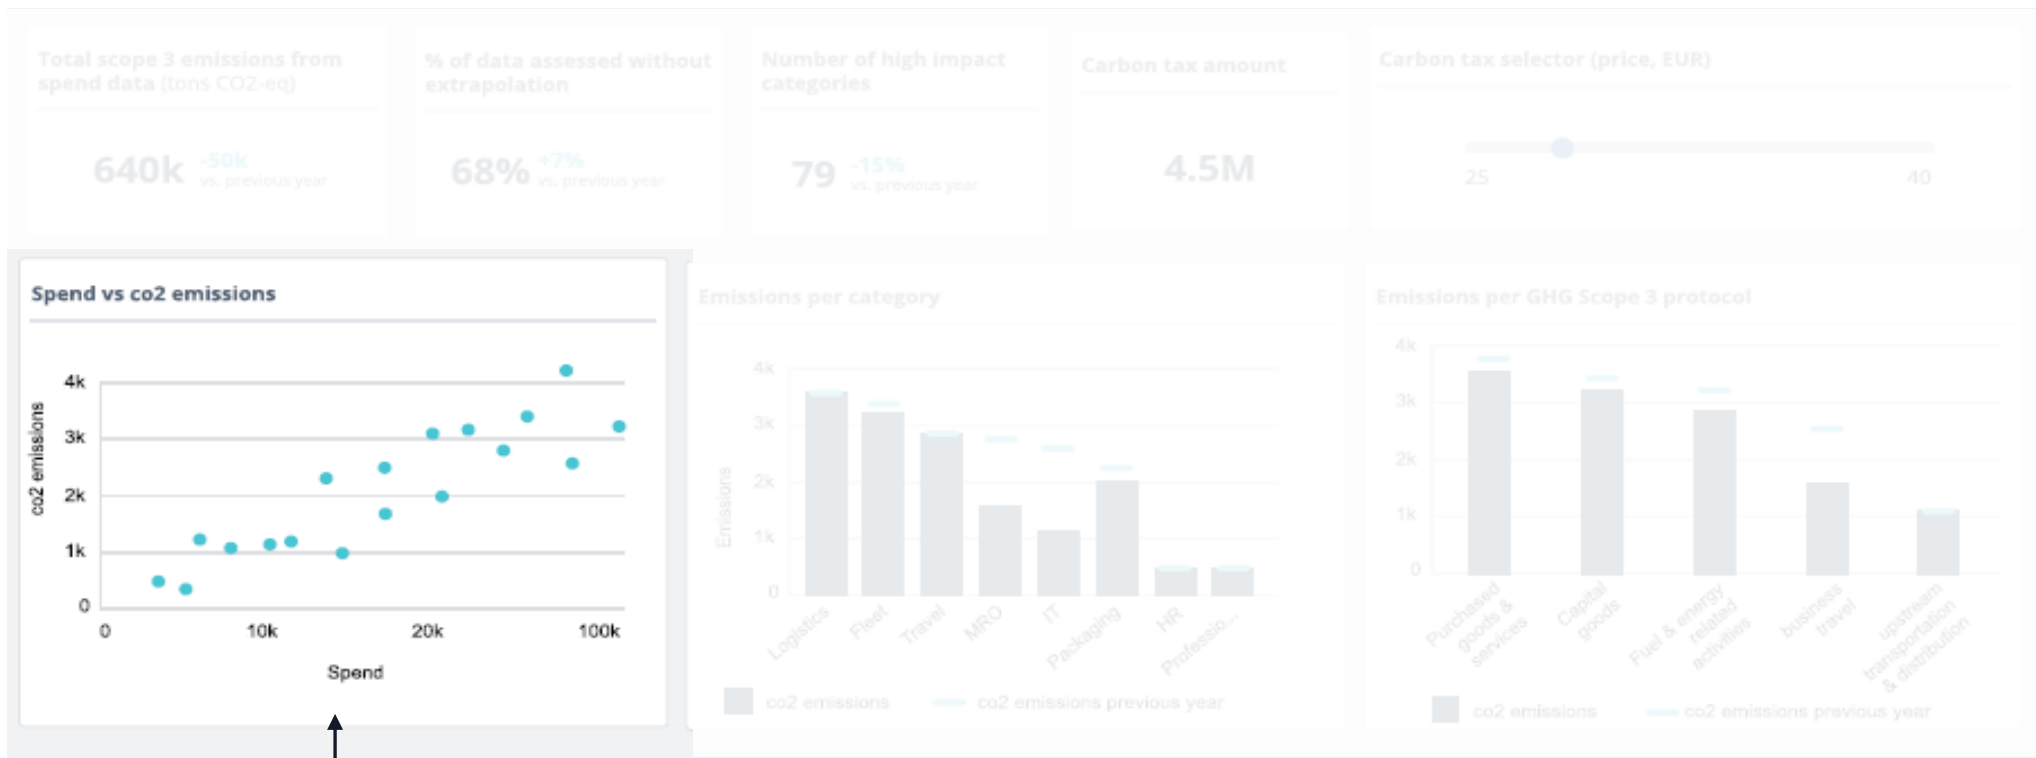 Total scope 3 emissions from
spend data (tons CO2-eq)
640k
-50k
vs. previous year
% of data assessed without
extrapolation
68%
+7%
vs. previous year
Number of high impact
categories
79
-15%
vs. previous year
Carbon tax amount
4.5M
Carbon tax selector (price, EUR)
25
40
Spend vs co2 emissions
co2 emissions
4k
3k
2k
1k
0
0
10k
20k
100k
Spend
Emissions per category
Emissions
4k
3k
2k
1k
0
Logistics
Fleet
Travel
MRO
IT
Packaging
HR
Professio...
co2 emissions
co2 emissions previous year
Emissions per GHG Scope 3 protocol
4k
3k
2k
1k
0
Purchased
goods &
services
Capital
goods
Fuel & energy
related
activities
business
travel
upstream
transportation
& distribution
co2 emissions
co2 emissions previous year